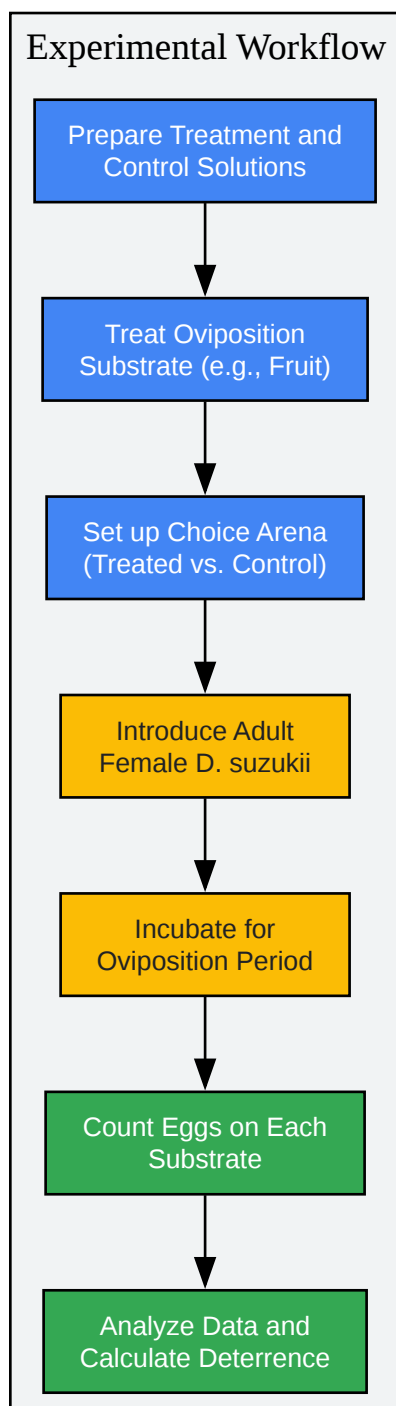 Experimental Workflow
Prepare Treatment and
Control Solutions
Treat Oviposition
Substrate (e.g., Fruit)
Set up Choice Arena
(Treated vs. Control)
Introduce Adult
Female D. suzukii
Incubate for
Oviposition Period
Count Eggs on Each
Substrate
Analyze Data and
Calculate Deterrence